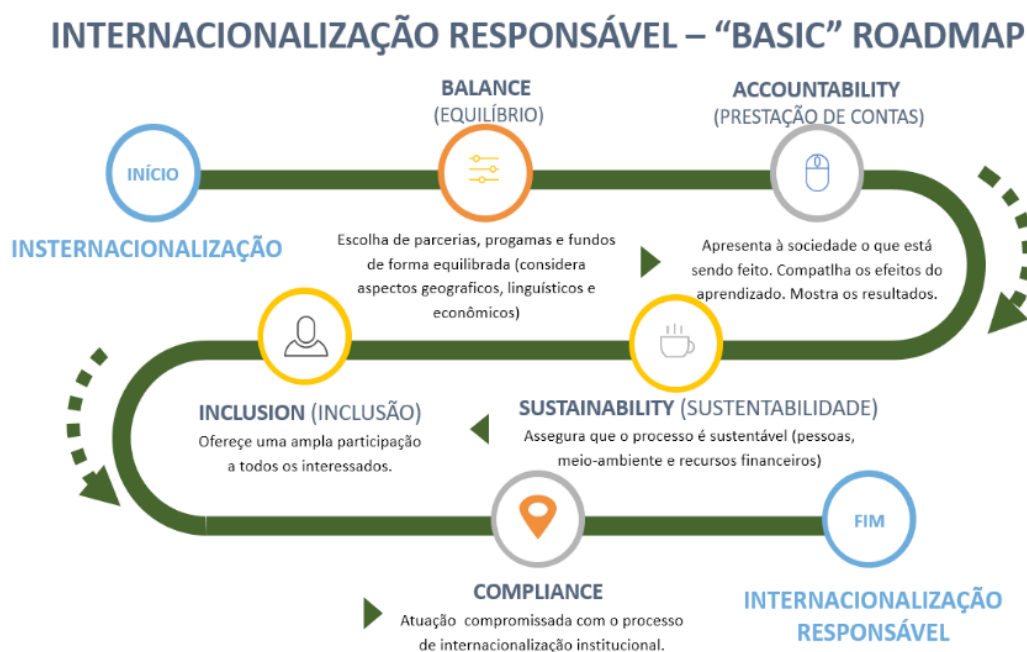 INTERNACIONALIZAÇÃO RESPONSÁVEL – “BASIC” ROADMAP
INÍCIO
INSTERNACIONALIZAÇÃO
BALANCE
(EQUILÍBRIO)
Escolha de parcerias, progamas e fundos
de forma equilibrada (considera
aspectos geograficos, linguísticos e
econômicos)
ACCOUNTABILITY
(PRESTAÇÃO DE CONTAS)
Apresenta à sociedade o que está
sendo feito. Compatlha os efeitos do
aprendizado. Mostra os resultados.
SUSTAINABILITY (SUSTENTABILIDADE)
Assegura que o processo é sustentável (pessoas,
meio-ambiente e recursos financeiros)
INCLUSION (INCLUSÃO)
Ofereçe uma ampla participação
a todos os interessados.
COMPLIANCE
Atuação compromissada com o processo
de internacionalização institucional.
FIM
INTERNACIONALIZAÇÃO
RESPONSÁVEL